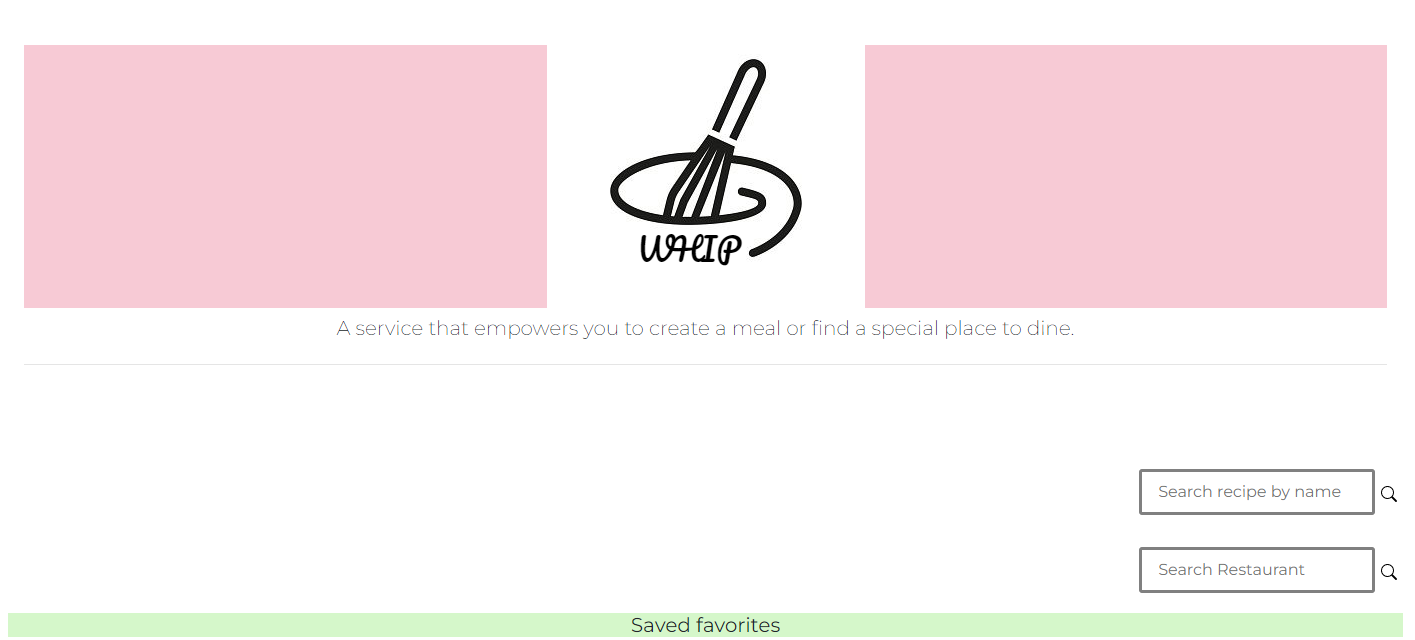 WHIP
A service that empowers you to create a meal or find a special place to dine.
Search recipe by name
Search Restaurant
Saved favorites